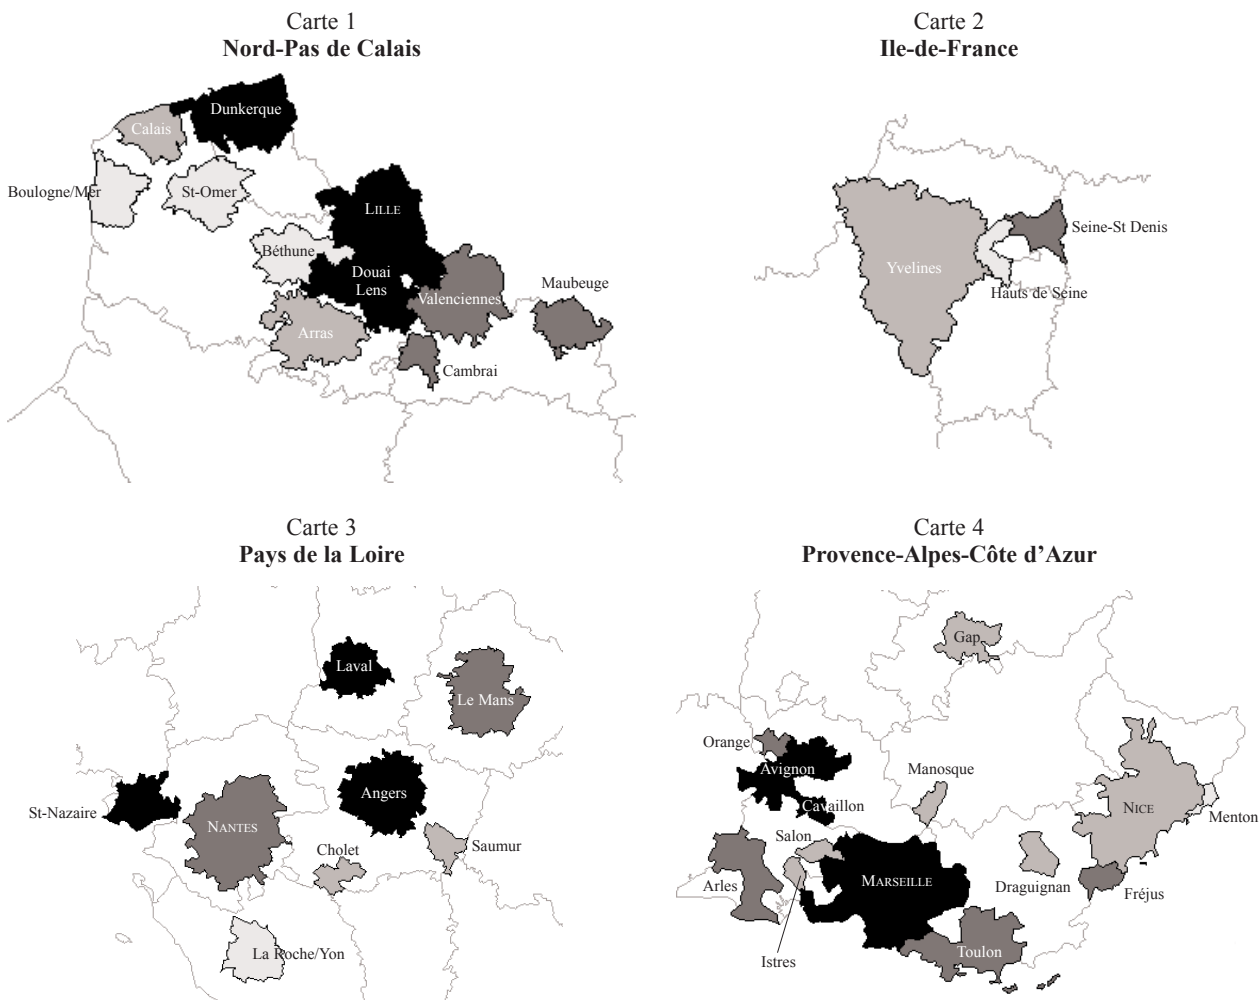 Carte 1
Nord-Pas de Calais
Dunkerque
Calais
Boulogne/Mer
St-Omer
LILLE
Béthune
Douai
Lens
Valenciennes
Maubeuge
Arras
Cambrai
Carte 2
Ile-de-France
Seine-St Denis
Yvelines
Hauts de Seine
Carte 3
Pays de la Loire
Laval
Le Mans
Angers
St-Nazaire
NANTES
Cholet
Saumur
La Roche/Yon
Carte 4
Provence-Alpes-Côte d'Azur
Gap
Orange
Avignon
Manosque
Cavaillon
NICE
Menton
Salon
Arles
MARSEILLE
Draguignan
Fréjus
Istres
Toulon